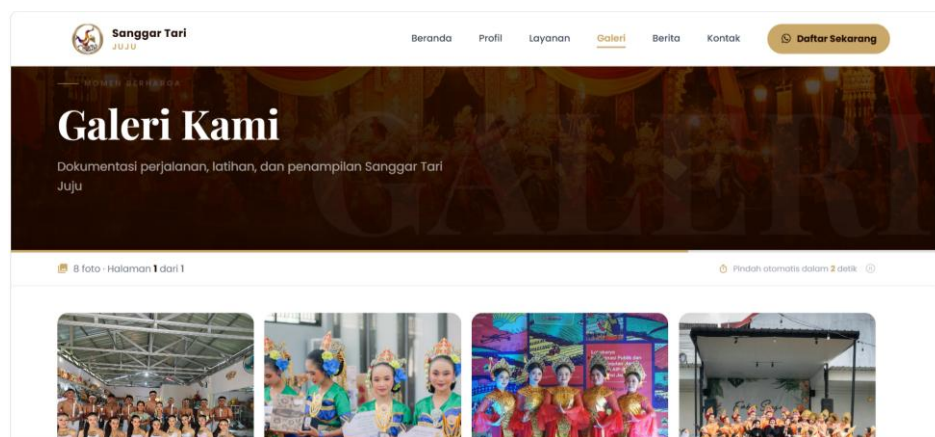 Sanggar Tari
JUJU
Beranda Profil Layanan Galeri Berita Kontak Daftar Sekarang
MOMEN BERHARGA
GALERI
Galeri Kami
Dokumentasi perjalanan, latihan, dan penampilan Sanggar Tari
Juju
8 foto · Halaman 1 dari 1
Pindah otomatis dalam 2 detik